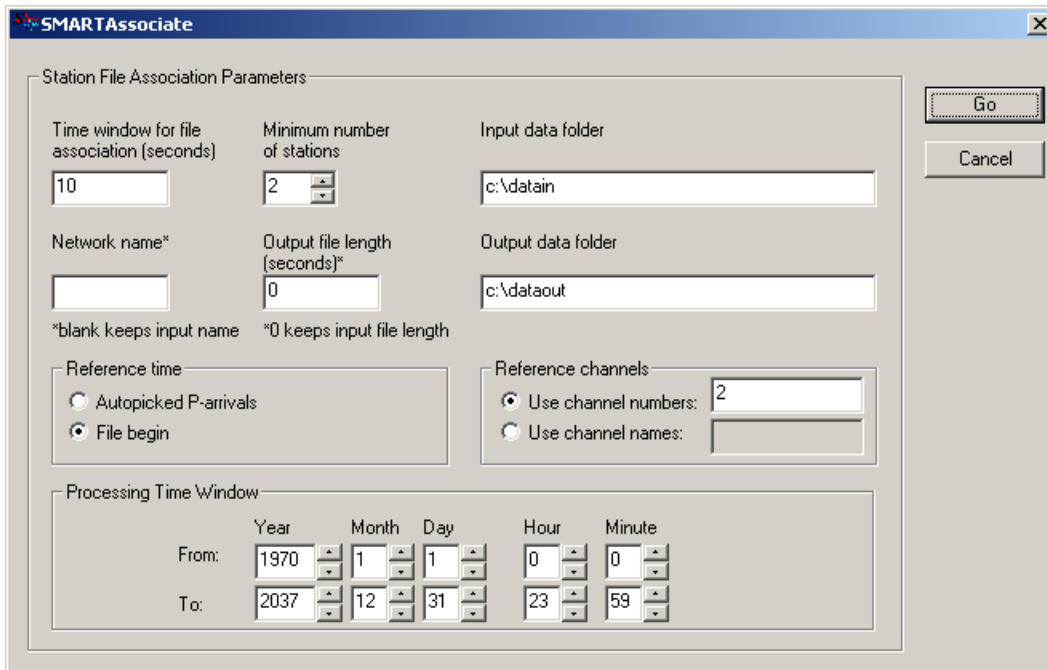 SMARTAssociate
Station File Association Parameters
Go
Cancel
Time window for file
association (seconds)
Minimum number
of stations
Input data folder
10
2
c:\datain
Network name*
Output file length
(seconds)*
Output data folder
0
c:\dataout
*blank keeps input name
*0 keeps input file length
Reference time
Autopicked P-arrivals
File begin
Reference channels
Use channel numbers: 2
Use channel names:
Processing Time Window
Year Month Day Hour Minute
From: 1970 1 1 0 0
To: 2037 12 31 23 59